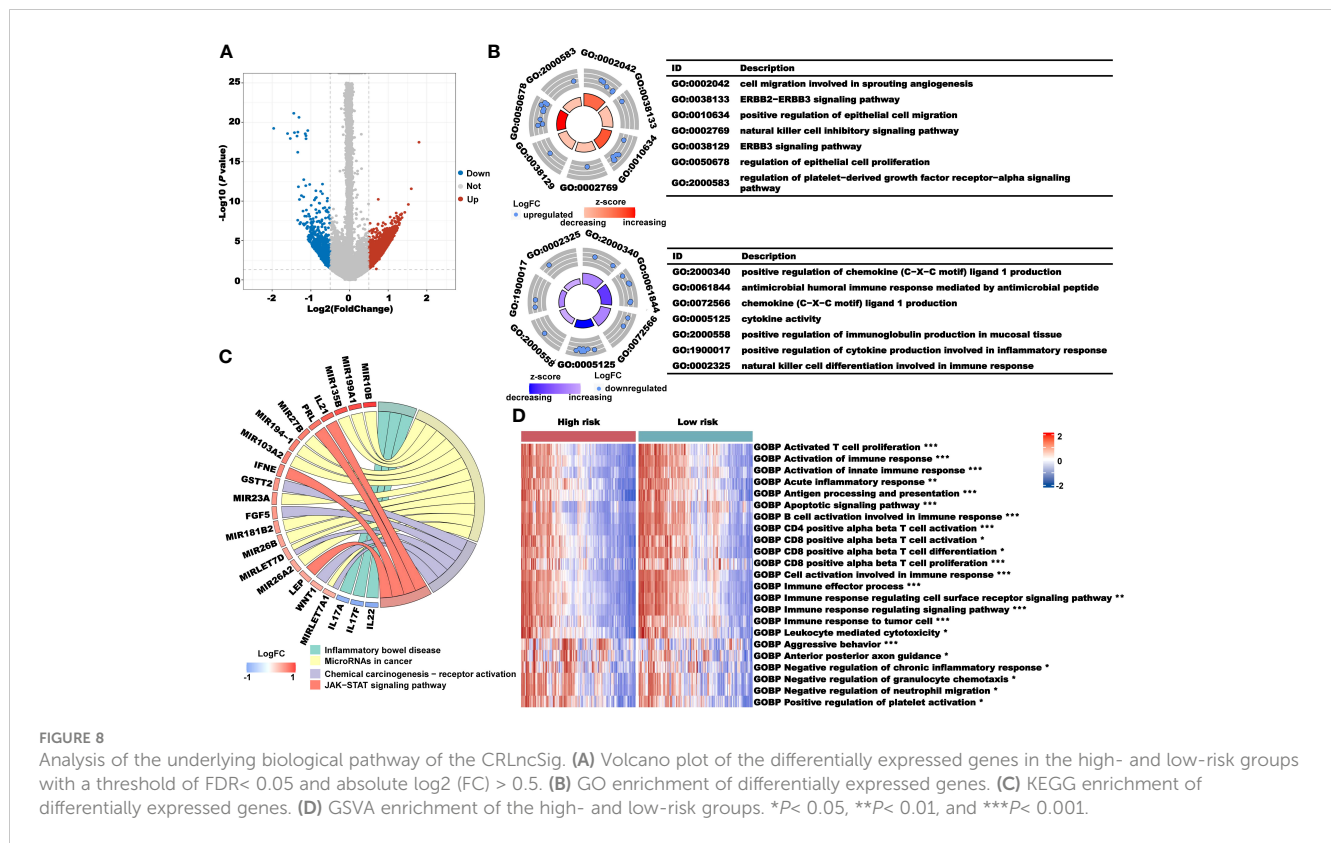 A
25
20
15
10
5
0
-Log10 (P value)
-2
-1
0
1
2
Log2(FoldChange)
Down
Not
Up
B
GO:2000583
GO:0002042
GO:0038133
GO:0010634
GO:0002769
GO:0038129
GO:0050678
LogFC
upregulated
z-score
decreasing
increasing
ID Description
GO:0002042 cell migration involved in sprouting angiogenesis
GO:0038133 ERBB2−ERBB3 signaling pathway
GO:0010634 positive regulation of epithelial cell migration
GO:0002769 natural killer cell inhibitory signaling pathway
GO:0038129 ERBB3 signaling pathway
GO:0050678 regulation of epithelial cell proliferation
GO:2000583 regulation of platelet−derived growth factor receptor−alpha signaling
pathway
GO:0002325
GO:2000340
GO:0061844
GO:0072566
GO:0005125
GO:2000558
GO:1900017
z-score
decreasing
increasing
LogFC
downregulated
ID Description
GO:2000340 positive regulation of chemokine (C−X−C motif) ligand 1 production
GO:0061844 antimicrobial humoral immune response mediated by antimicrobial peptide
GO:0072566 chemokine (C−X−C motif) ligand 1 production
GO:0005125 cytokine activity
GO:2000558 positive regulation of immunoglobulin production in mucosal tissue
GO:1900017 positive regulation of cytokine production involved in inflammatory response
GO:0002325 natural killer cell differentiation involved in immune response
C
MIR10B
MIR199A1
MIR135B
IL21
PRL
MIR27B
MIR194−1
MIR103A2
IFNE
GSTT2
MIR23A
FGF5
MIR181B2
MIR26B
MIRLET7D
MIR26A2
LEP
WNT1
MIRLET7A1
IL17A
IL17F
IL22
LogFC
-1
1
Inflammatory bowel disease
MicroRNAs in cancer
Chemical carcinogenesis − receptor activation
JAK−STAT signaling pathway
D
High risk Low risk
GOBP Activated T cell proliferation ***
GOBP Activation of immune response ***
GOBP Activation of innate immune response ***
GOBP Acute inflammatory response **
GOBP Antigen processing and presentation ***
GOBP Apoptotic signaling pathway ***
GOBP B cell activation involved in immune response ***
GOBP CD4 positive alpha beta T cell activation ***
GOBP CD8 positive alpha beta T cell activation *
GOBP CD8 positive alpha beta T cell differentiation *
GOBP CD8 positive alpha beta T cell proliferation ***
GOBP Cell activation involved in immune response ***
GOBP Immune effector process ***
GOBP Immune response regulating cell surface receptor signaling pathway **
GOBP Immune response regulating signaling pathway ***
GOBP Immune response to tumor cell ***
GOBP Leukocyte mediated cytotoxicity *
GOBP Aggressive behavior ***
GOBP Anterior posterior axon guidance *
GOBP Negative regulation of chronic inflammatory response *
GOBP Negative regulation of granulocyte chemotaxis *
GOBP Negative regulation of neutrophil migration *
GOBP Positive regulation of platelet activation *
2
0
-2
FIGURE 8
Analysis of the underlying biological pathway of the CRLncSig. (A) Volcano plot of the differentially expressed genes in the high- and low-risk groups
with a threshold of FDR< 0.05 and absolute log2 (FC) > 0.5. (B) GO enrichment of differentially expressed genes. (C) KEGG enrichment of
differentially expressed genes. (D) GSVA enrichment of the high- and low-risk groups. *P< 0.05, **P< 0.01, and ***P< 0.001.